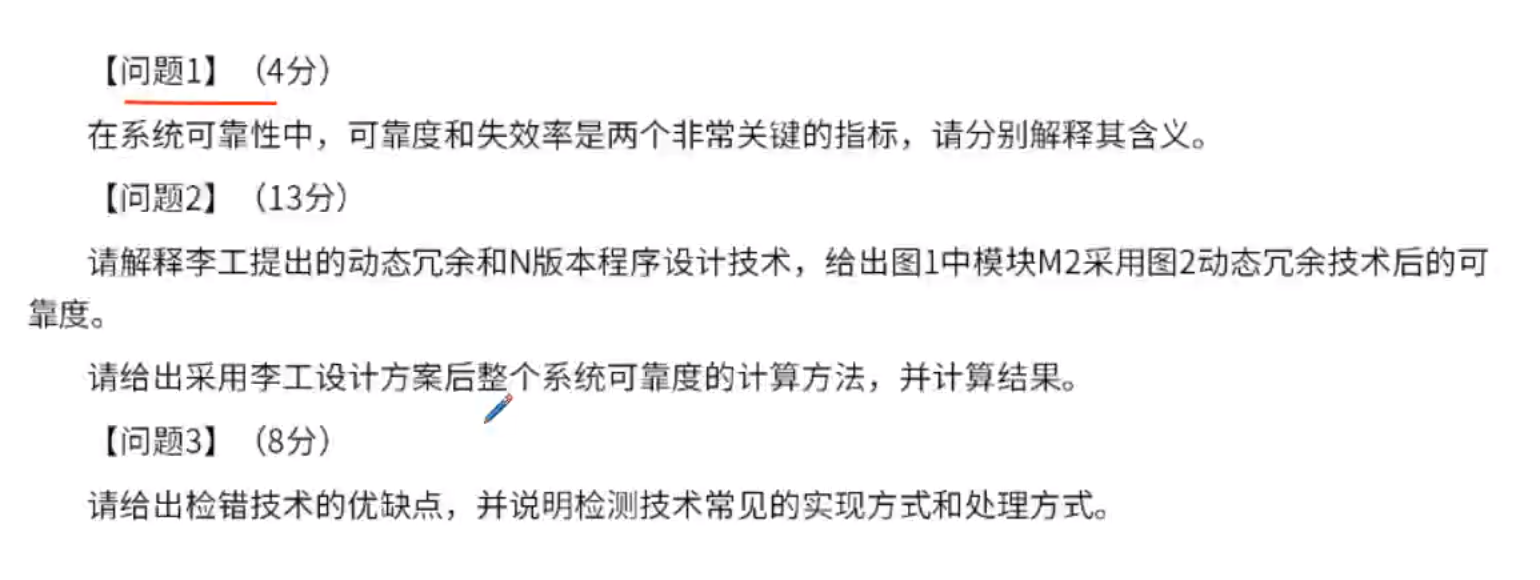 【问题1】（4分）
在系统可靠性中，可靠度和失效率是两个非常关键的指标，请分别解释其含义。
【问题2】（13分）
请解释李工提出的动态冗余和N版本程序设计技术，给出图1中模块M2采用图2动态冗余技术后的可
靠度。
请给出采用李工设计方案后整个系统可靠度的计算方法，并计算结果。
【问题3】（8分）
请给出检错技术的优缺点，并说明检测技术常见的实现方式和处理方式。